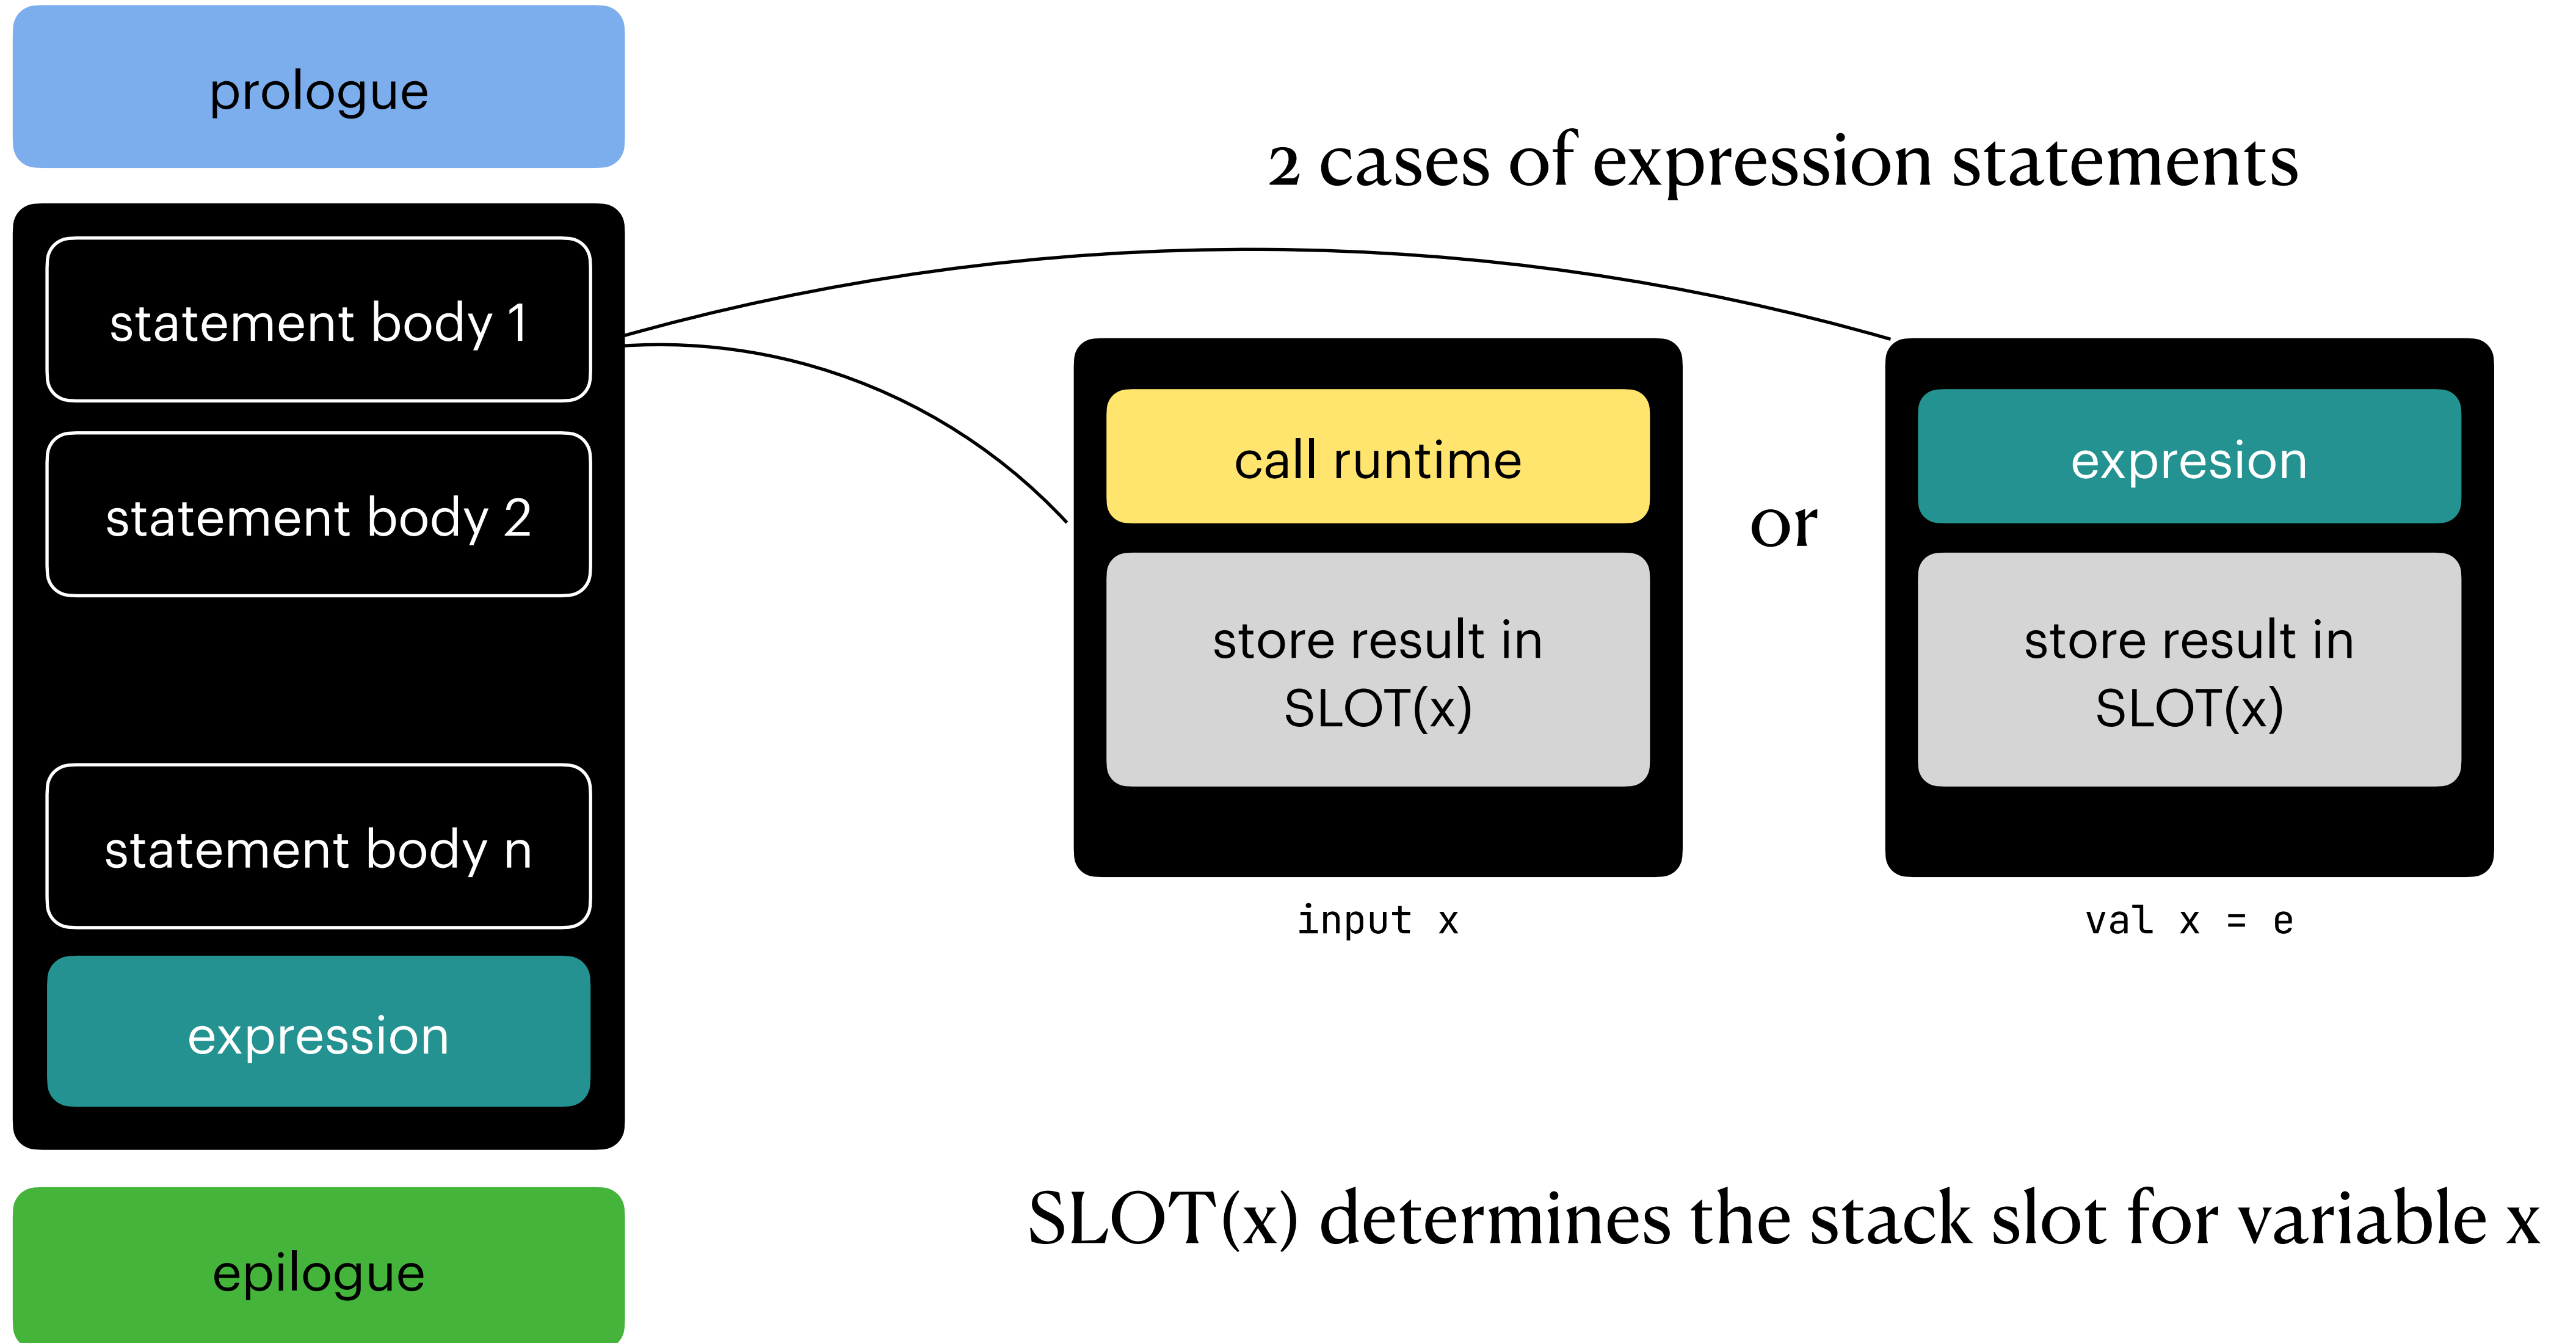 prologue
statement body 1
statement body 2
statement body n
expression
epilogue
2 cases of expression statements
call runtime
store result in
SLOT(x)
input x
or
expresion
store result in
SLOT(x)
val x = e
SLOT(x) determines the stack slot for variable x